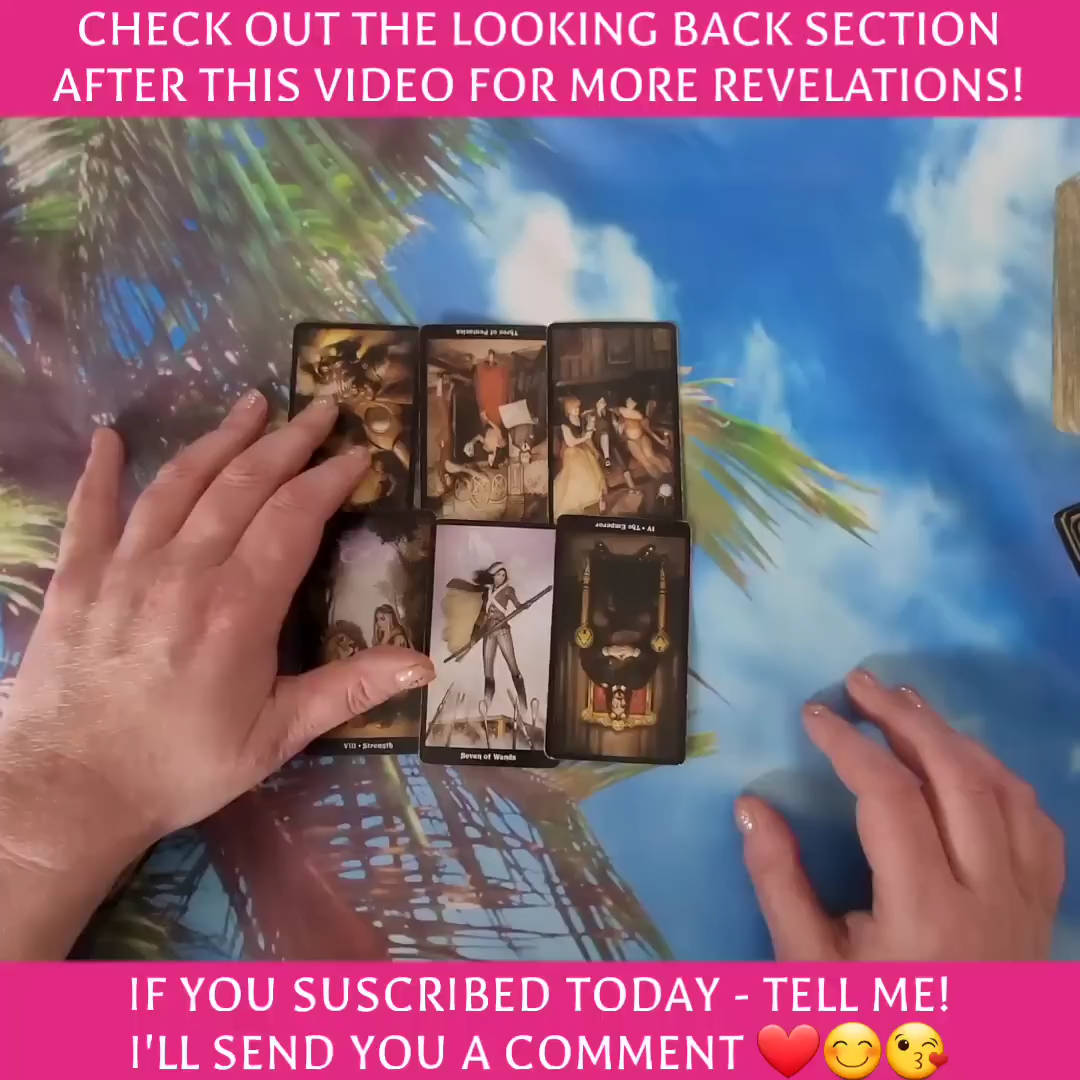 CHECK OUT THE LOOKING BACK SECTION
AFTER THIS VIDEO FOR MORE REVELATIONS!
Three of Pentacles
IV • The Emperor
VIII • Strength
Seven of Wands
IF YOU SUSCRIBED TODAY - TELL ME!
I'LL SEND YOU A COMMENT ❤️😊😘